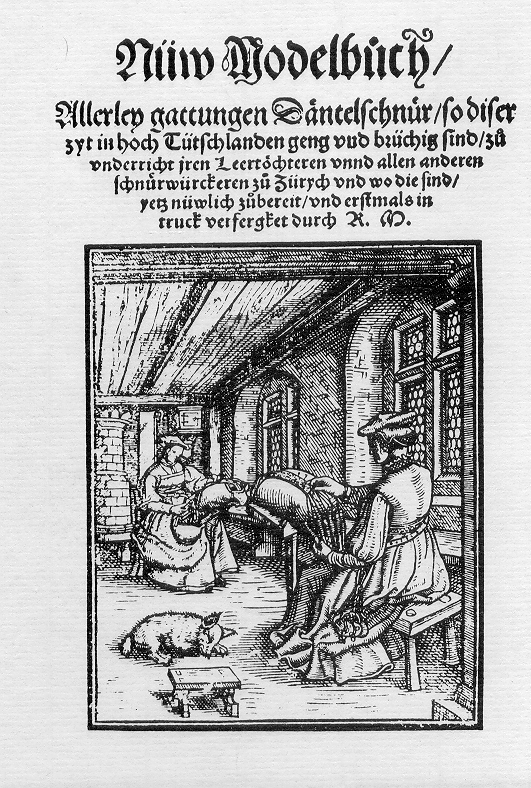 Nüw Modelbůch/
Allerley gattungen Däntelschnür/so diser
zyt in hoch Tütschlanden geng vnd brüchig sind/zů
vnderricht jren Leertöchteren vnnd allen anderen
schnürwürckeren zů Zürych vnd wo die sind/
yetz nüwlich zůbereit/vnd erstmals in
truck verfergket durch R. M.